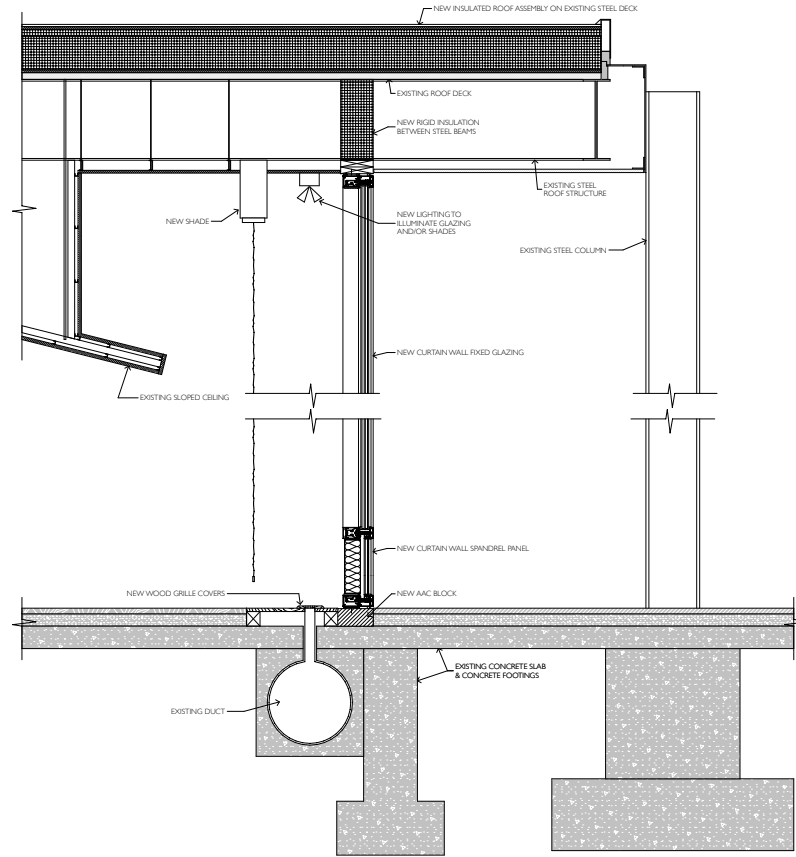 NEW INSULATED ROOF ASSEMBLY ON EXISTING STEEL DECK
EXISTING ROOF DECK
NEW RIGID INSULATION
BETWEEN STEEL BEAMS
EXISTING STEEL
ROOF STRUCTURE
NEW SHADE
NEW LIGHTING TO
ILLUMINATE GLAZING
AND/OR SHADES
EXISTING STEEL COLUMN
NEW CURTAIN WALL FIXED GLAZING
EXISTING SLOPED CEILING
NEW CURTAIN WALL SPANDREL PANEL
NEW WOOD GRILLE COVERS
NEW AAC BLOCK
EXISTING CONCRETE SLAB
& CONCRETE FOOTINGS
EXISTING DUCT